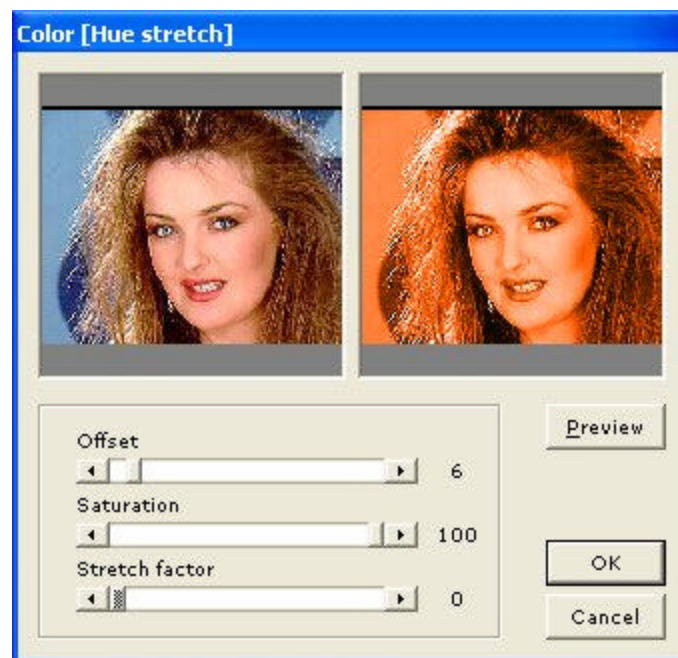 Color [Hue stretch]
Preview
Offset
6
Saturation
100
Stretch factor
0
OK
Cancel